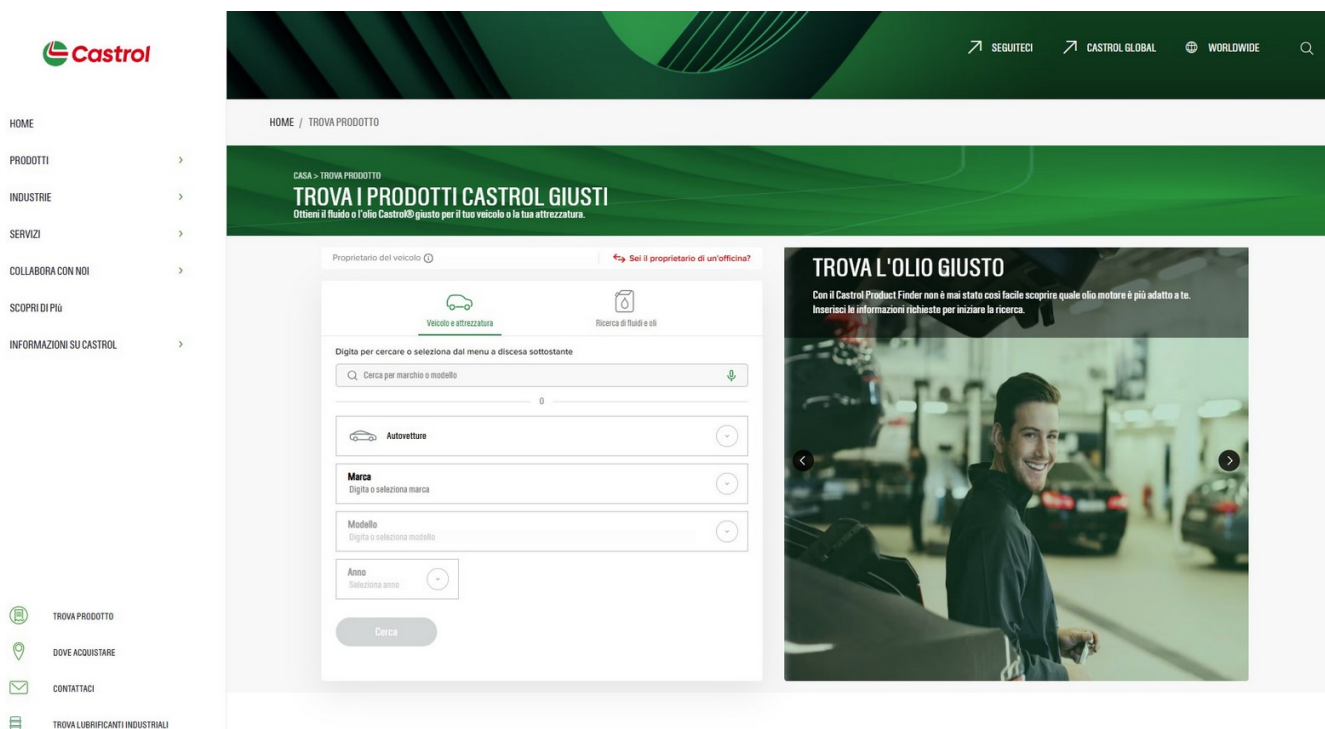 Castrol
SEGUITECI
CASTROL GLOBAL
WORLDWIDE
HOME
PRODOTTI
INDUSTRIE
SERVIZI
COLLABORA CON NOI
SCOPRI DI Più
INFORMAZIONI SU CASTROL
TROVA PRODOTTO
DOVE ACQUISTARE
CONTATTACI
TROVA LUBRIFICANTI INDUSTRIALI
HOME / TROVA PRODOTTO
CASA > TROVA PRODOTTO
TROVA I PRODOTTI CASTROL GIUSTI
Ottieni il fluido o l'olio Castrol® giusto per il tuo veicolo o la tua attrezzatura.
Proprietario del veicolo
Sei il proprietario di un'officina?
Veicolo e attrezzatura
Ricerca di fluidi e oli
Digita per cercare o seleziona dal menu a discesa sottostante
Cerca per marchio o modello
O
Autovetture
Marca
Digita o seleziona marca
Modello
Digita o seleziona modello
Anno
Seleziona anno
Cerca
TROVA L'OLIO GIUSTO
Con il Castrol Product Finder non è mai stato così facile scoprire quale olio motore è più adatto a te.
Inserisci le informazioni richieste per iniziare la ricerca.